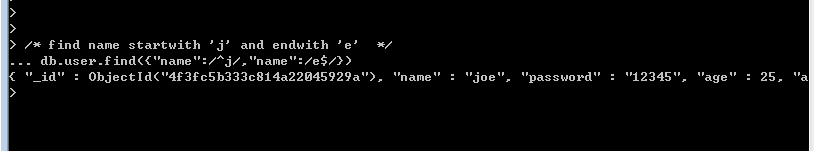 >
>
> /* find name startwith 'j' and endwith 'e'  */
... db.user.find({"name":/^j/,"name":/e$/})
{ "_id" : ObjectId("4f3fc5b333c814a22045929a"), "name" : "joe", "password" : "12345", "age" : 25, "a
>